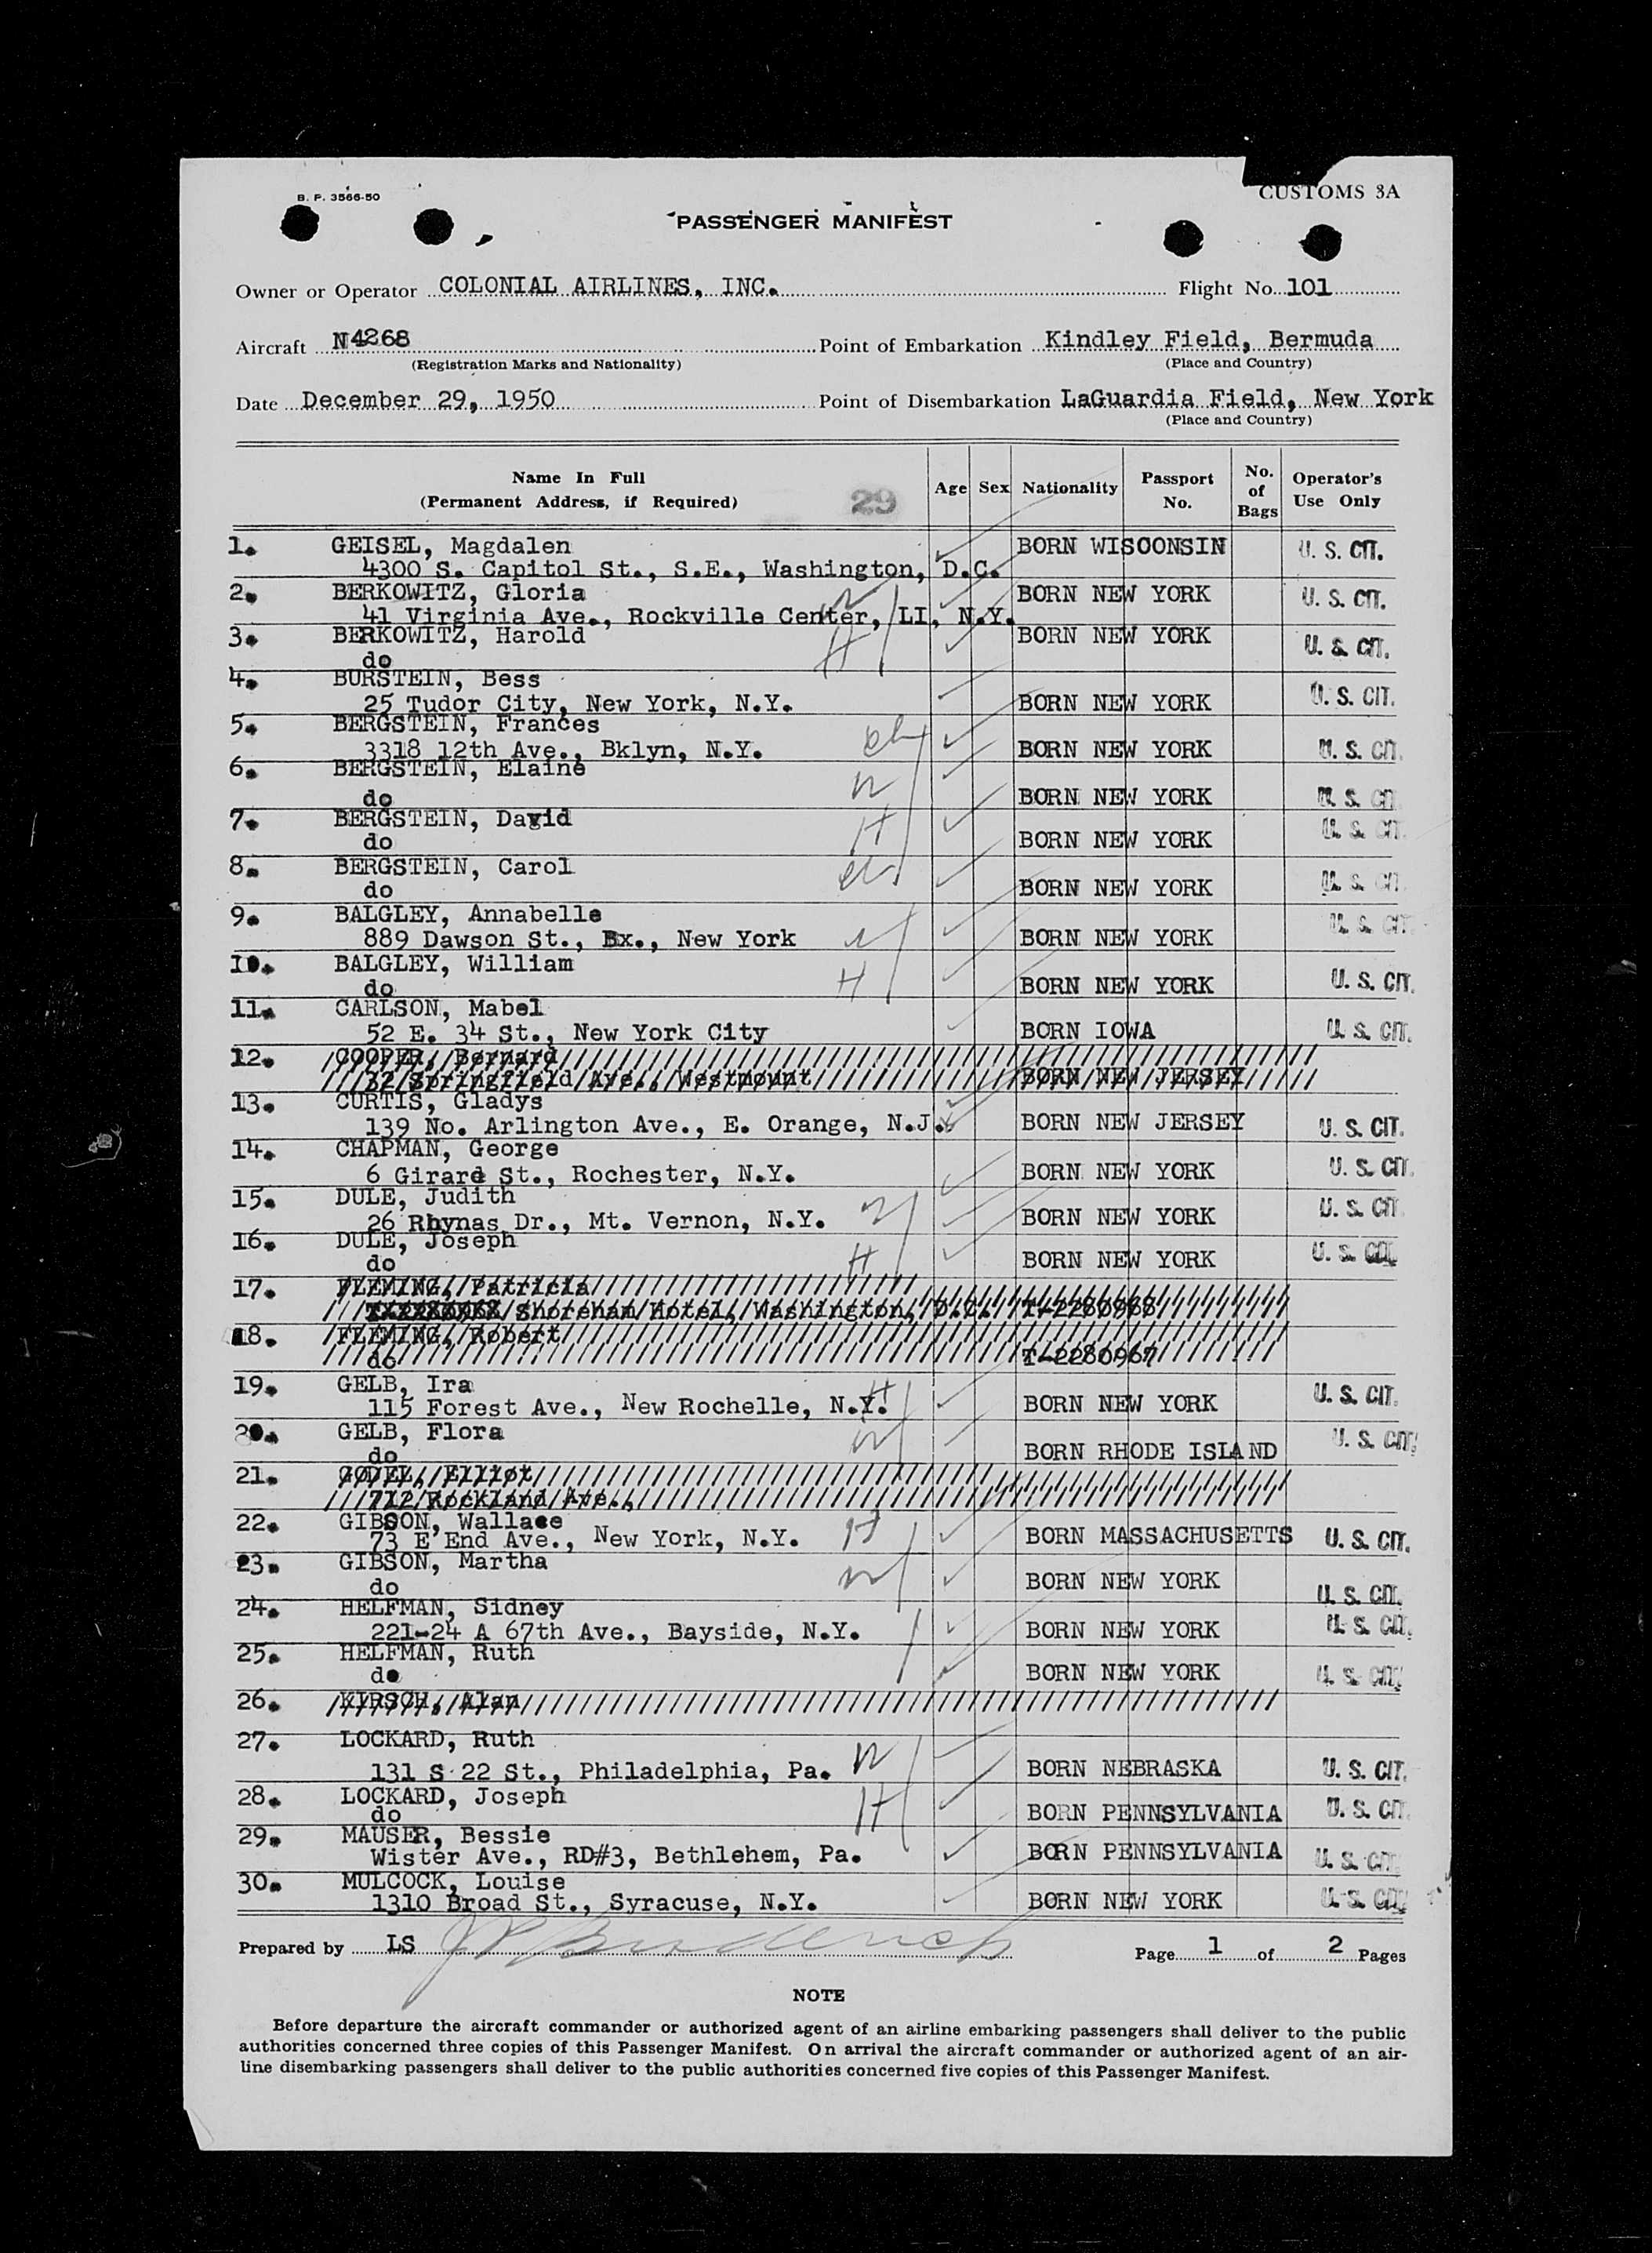 B. P. 3566-50
CUSTOMS 3A
PASSENGER MANIFEST
Owner or Operator COLONIAL AIRLINES, INC. Flight No. 101
Aircraft N4268 Point of Embarkation Kindley Field, Bermuda
(Registration Marks and Nationality) (Place and Country)
Date December 29, 1950 Point of Disembarkation LaGuardia Field, New York
(Place and Country)
Name In Full (Permanent Address, if Required) 29 Age Sex Nationality Passport No. No. of Bags Operator's Use Only
1. GEISEL, Magdalen BORN WISCONSIN U. S. CIT.
4300 S. Capitol St., S.E., Washington, D.C.
2. BERKOWITZ, Gloria BORN NEW YORK U. S. CIT.
41 Virginia Ave., Rockville Center, LI, N.Y. W
3. BERKOWITZ, Harold H BORN NEW YORK U. S. CIT.
do
4. BURSTEIN, Bess
25 Tudor City, New York, N.Y. BORN NEW YORK U. S. CIT.
5. BERGSTEIN, Frances
3318 12th Ave., Bklyn, N.Y. ch BORN NEW YORK U. S. CIT.
6. BERGSTEIN, Elaine W
do BORN NEW YORK U. S. CIT.
7. BERGSTEIN, David H U. S. CIT.
do BORN NEW YORK
8. BERGSTEIN, Carol ch
do BORN NEW YORK U. S. CIT.
9. BALGLEY, Annabelle U. S. CIT.
889 Dawson St., Bx., New York W BORN NEW YORK
10. BALGLEY, William H
do BORN NEW YORK U. S. CIT.
11. CARLSON, Mabel
52 E. 34 St., New York City BORN IOWA U. S. CIT.
12. COOPER, Bernard
32 Springfield Ave., Westmount BORN NEW JERSEY
13. CURTIS, Gladys
139 No. Arlington Ave., E. Orange, N.J. BORN NEW JERSEY U. S. CIT.
14. CHAPMAN, George
6 Girard St., Rochester, N.Y. BORN NEW YORK U. S. CIT.
15. DULE, Judith U. S. CIT.
26 Rhynas Dr., Mt. Vernon, N.Y. W BORN NEW YORK
16. DULE, Joseph H
do BORN NEW YORK U. S. CIT.
17. FLEMING, Patricia
Shoreham Hotel, Washington, D.C. T-2280968
18. FLEMING, Robert
do T-2280967
19. GELB, Ira H U. S. CIT.
115 Forest Ave., New Rochelle, N.Y. BORN NEW YORK
20. GELB, Flora W U. S. CIT.
do BORN RHODE ISLAND
21. GODEL, Elliot
712 Rockland Ave.,
22. GIBSON, Wallace H
73 E End Ave., New York, N.Y. BORN MASSACHUSETTS U. S. CIT.
23. GIBSON, Martha W
do BORN NEW YORK U. S. CIT.
24. HELFMAN, Sidney
221-24 A 67th Ave., Bayside, N.Y. BORN NEW YORK U. S. CIT.
25. HELFMAN, Ruth
do BORN NEW YORK U. S. CIT.
26. KIRSCH, Alan
27. LOCKARD, Ruth
131 S 22 St., Philadelphia, Pa. W BORN NEBRASKA U. S. CIT.
28. LOCKARD, Joseph H
do BORN PENNSYLVANIA U. S. CIT.
29. MAUSER, Bessie
Wister Ave., RD#3, Bethlehem, Pa. BORN PENNSYLVANIA U. S. CIT.
30. MULCOCK, Louise
1310 Broad St., Syracuse, N.Y. BORN NEW YORK U. S. CIT.
Prepared by LS Page 1 of 2 Pages
NOTE
Before departure the aircraft commander or authorized agent of an airline embarking passengers shall deliver to the public
authorities concerned three copies of this Passenger Manifest. On arrival the aircraft commander or authorized agent of an air-
line disembarking passengers shall deliver to the public authorities concerned five copies of this Passenger Manifest.